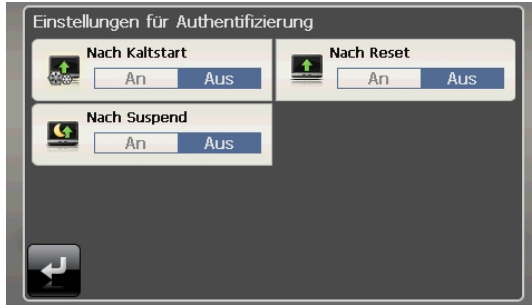 Einstellungen für Authentifizierung
Nach Kaltstart
An Aus
Nach Reset
An Aus
Nach Suspend
An Aus